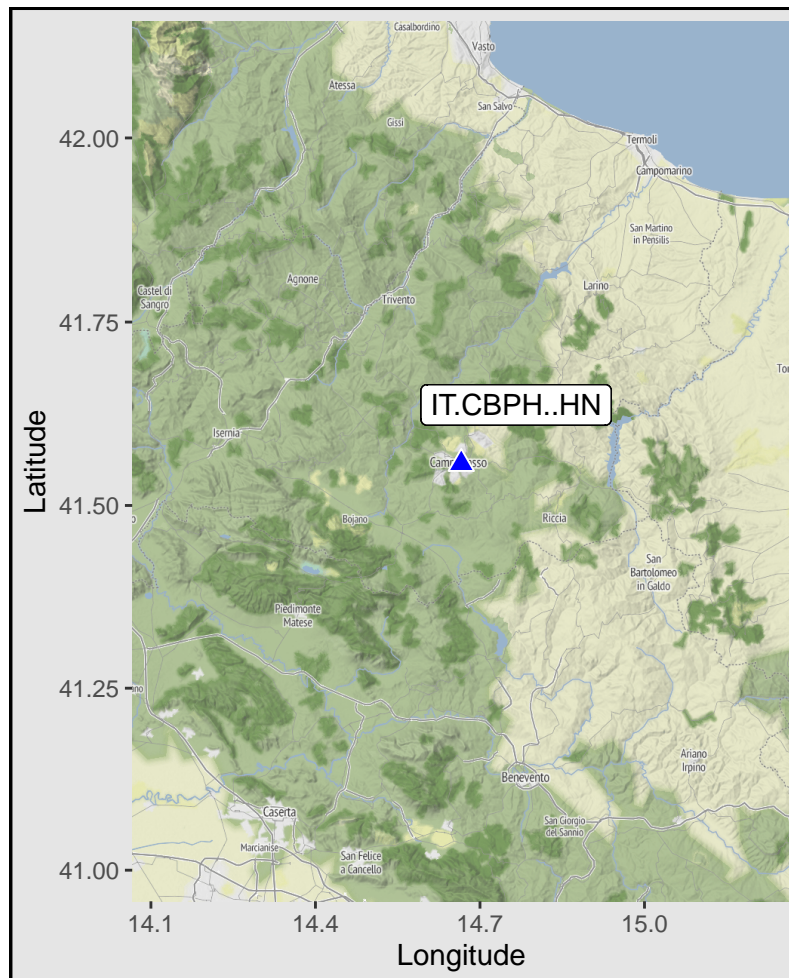 Casalbordino
Vasto
Atessa
San Salvo
Gissi
42.00
Termoli
Campomarino
San Martino
in Pensilis
Agnone
Castel di
Sangro
Larino
Trivento
41.75
IT.CBPH..HN
Isernia
Latitude
41.50
Bojano
Riccia
San
Bartolomeo
in Galdo
Piedimonte
Matese
41.25
Ariano
Irpino
Benevento
Caserta
San Giorgio
del Sannio
Marcianise
San Felice
a Cancello
41.00
14.1
14.4
14.7
15.0
Longitude